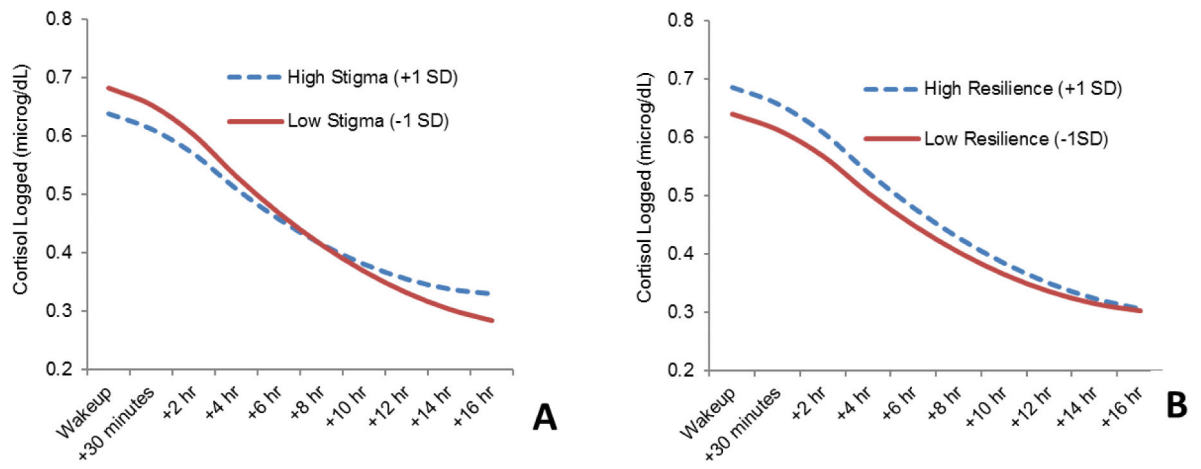 0.8
0.7
0.6
0.5
0.4
0.3
0.2
Cortisol Logged (microg/dL)
High Stigma (+1 SD)
Low Stigma (-1 SD)
Wakeup
+30 minutes
+2 hr
+4 hr
+6 hr
+8 hr
+10 hr
+12 hr
+14 hr
+16 hr
A
0.8
0.7
0.6
0.5
0.4
0.3
0.2
Cortisol Logged (microg/dL)
High Resilience (+1 SD)
Low Resilience (-1SD)
Wakeup
+30 minutes
+2 hr
+4 hr
+6 hr
+8 hr
+10 hr
+12 hr
+14 hr
+16 hr
B